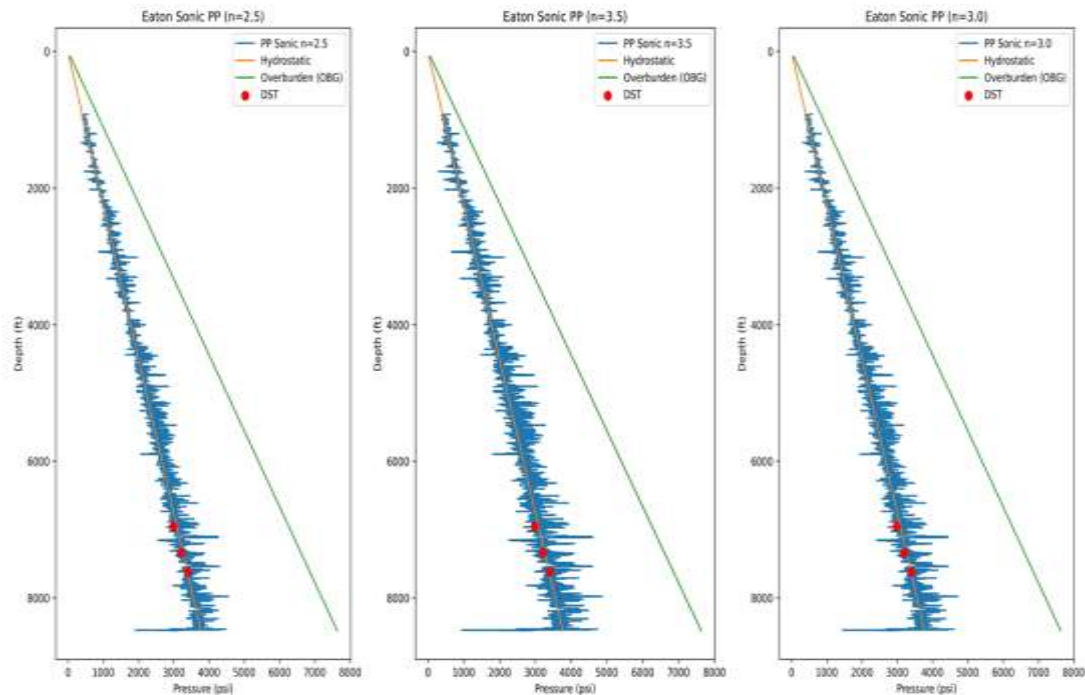 Eaton Sonic PP (n=2.5)
PP Sonic n=2.5
Hydrostatic
Overburden (OBG)
DST
0
2000
4000
6000
8000
Depth (ft)
0 1000 2000 3000 4000 5000 6000 7000 8000
Pressure (psi)
Eaton Sonic PP (n=3.5)
PP Sonic n=3.5
Hydrostatic
Overburden (OBG)
DST
0
2000
4000
6000
8000
Depth (ft)
0 1000 2000 3000 4000 5000 6000 7000 8000
Pressure (psi)
Eaton Sonic PP (n=3.0)
PP Sonic n=3.0
Hydrostatic
Overburden (OBG)
DST
0
2000
4000
6000
8000
Depth (ft)
0 1000 2000 3000 4000 5000 6000 7000 8000
Pressure (psi)